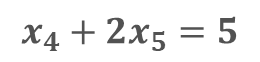 x₄ + 2x₅ = 5